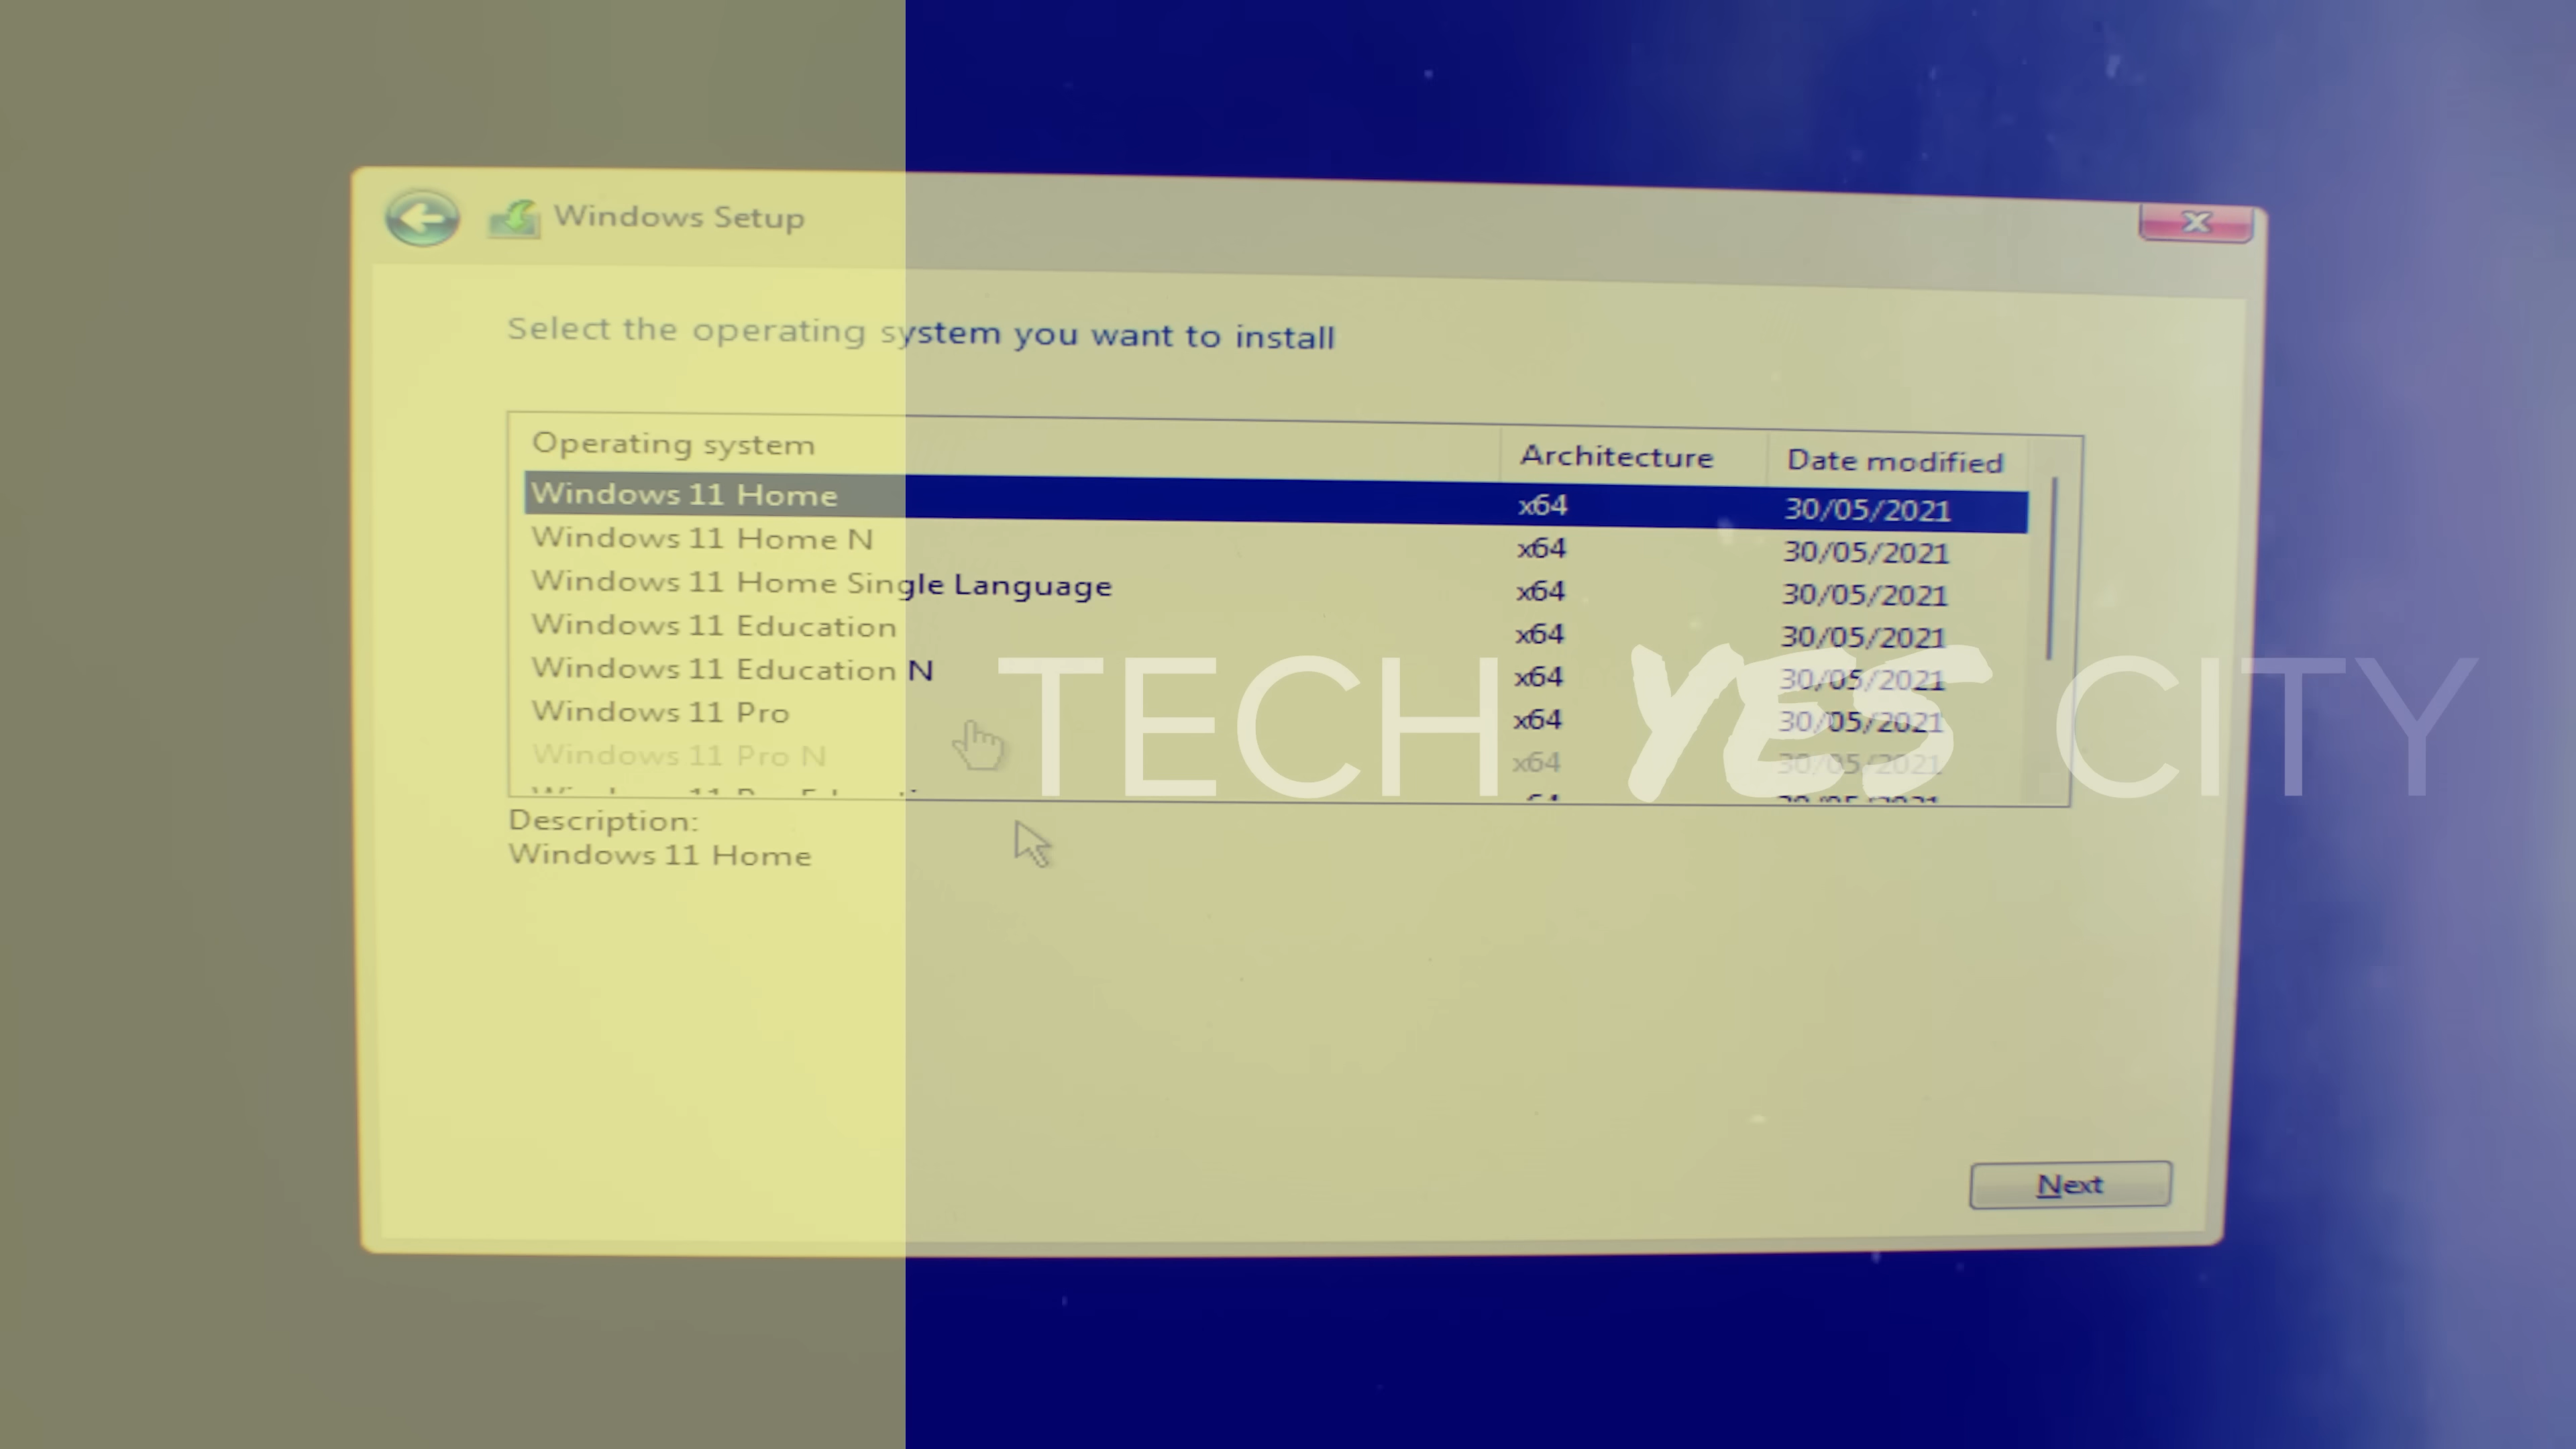 Windows Setup
Select the operating system you want to install
Operating system Architecture Date modified
Windows 11 Home x64 30/05/2021
Windows 11 Home N x64 30/05/2021
Windows 11 Home Single Language x64 30/05/2021
Windows 11 Education x64 30/05/2021
Windows 11 Education N x64 30/05/2021
Windows 11 Pro x64 30/05/2021
Windows 11 Pro N x64 30/05/2021
TECH YES CITY
Description:
Windows 11 Home
Next